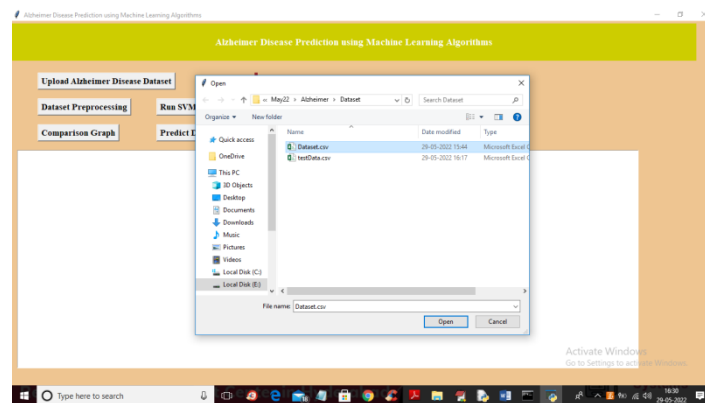 Alzheimer Disease Prediction using Machine Learning Algorithms
Alzheimer Disease Prediction using Machine Learning Algorithms
Upload Alzheimer Disease Dataset
Dataset Preprocessing
Run SVM
Comparison Graph
Predict D
Open
« May22 › Alzheimer › Dataset
Search Dataset
Organize
New folder
Name
Date modified
Type
Quick access
OneDrive
This PC
3D Objects
Desktop
Documents
Downloads
Music
Pictures
Videos
Local Disk (C:)
Local Disk (E:)
Dataset.csv
29-05-2022 15:44
Microsoft Excel C
testData.csv
29-05-2022 16:17
Microsoft Excel C
File name:
Dataset.csv
Open
Cancel
Activate Windows
Go to Settings to activate Windows.
Type here to search
16:30
29-05-2022